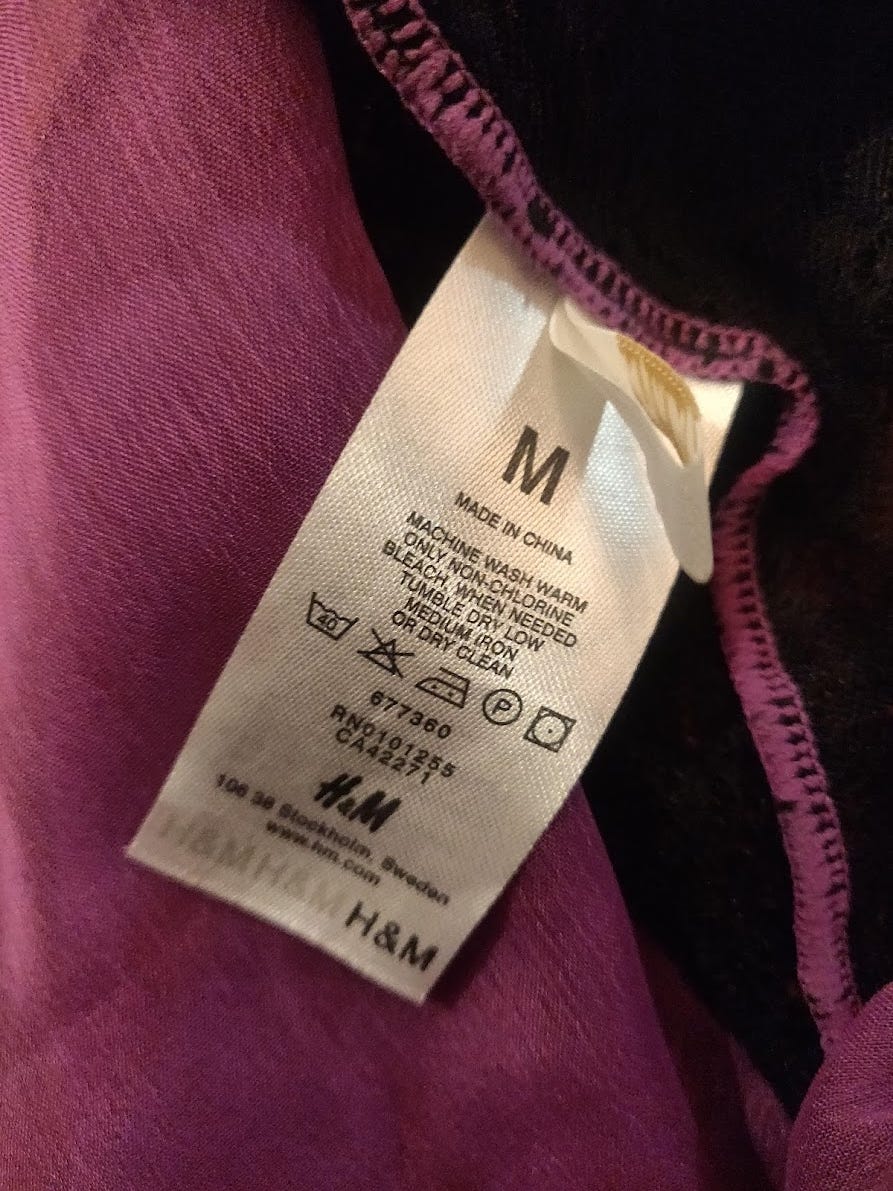 M
MADE IN CHINA
MACHINE WASH WARM
ONLY NON-CHLORINE
BLEACH, WHEN NEEDED
TUMBLE DRY LOW
MEDIUM IRON
OR DRY CLEAN
40 P
677360
RN0101255
CA42271
H&M
106 38 Stockholm, Sweden
www.hm.com
H&M H&M H&M